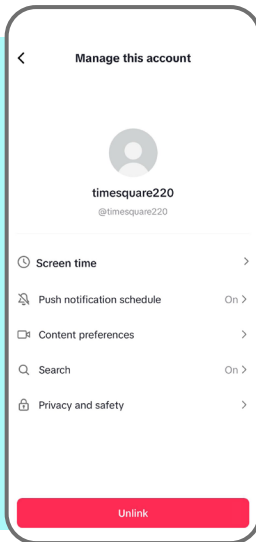 Manage this account
timesquare220
@timesquare220
Screen time
Push notification schedule On
Content preferences
Search On
Privacy and safety
Unlink